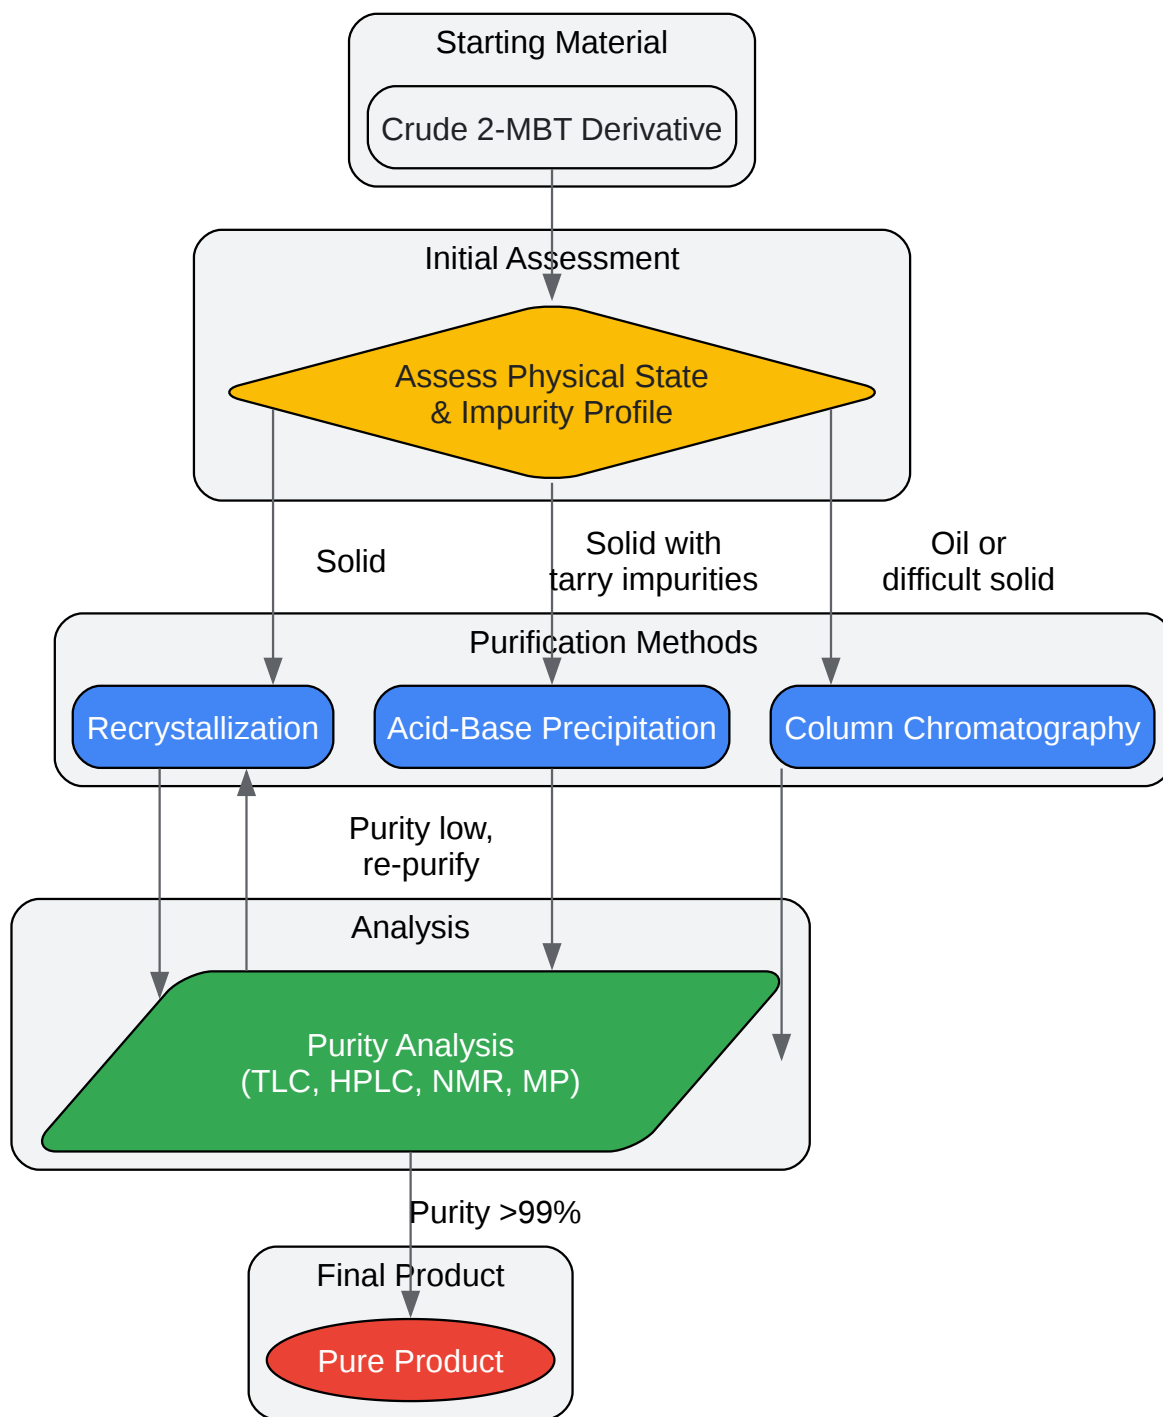 Starting Material
Crude 2-MBT Derivative
Initial Assessment
Assess Physical State
& Impurity Profile
Solid
Solid with
tarry impurities
Oil or
difficult solid
Purification Methods
Recrystallization
Acid-Base Precipitation
Column Chromatography
Purity low,
re-purify
Analysis
Purity Analysis
(TLC, HPLC, NMR, MP)
Purity >99%
Final Product
Pure Product